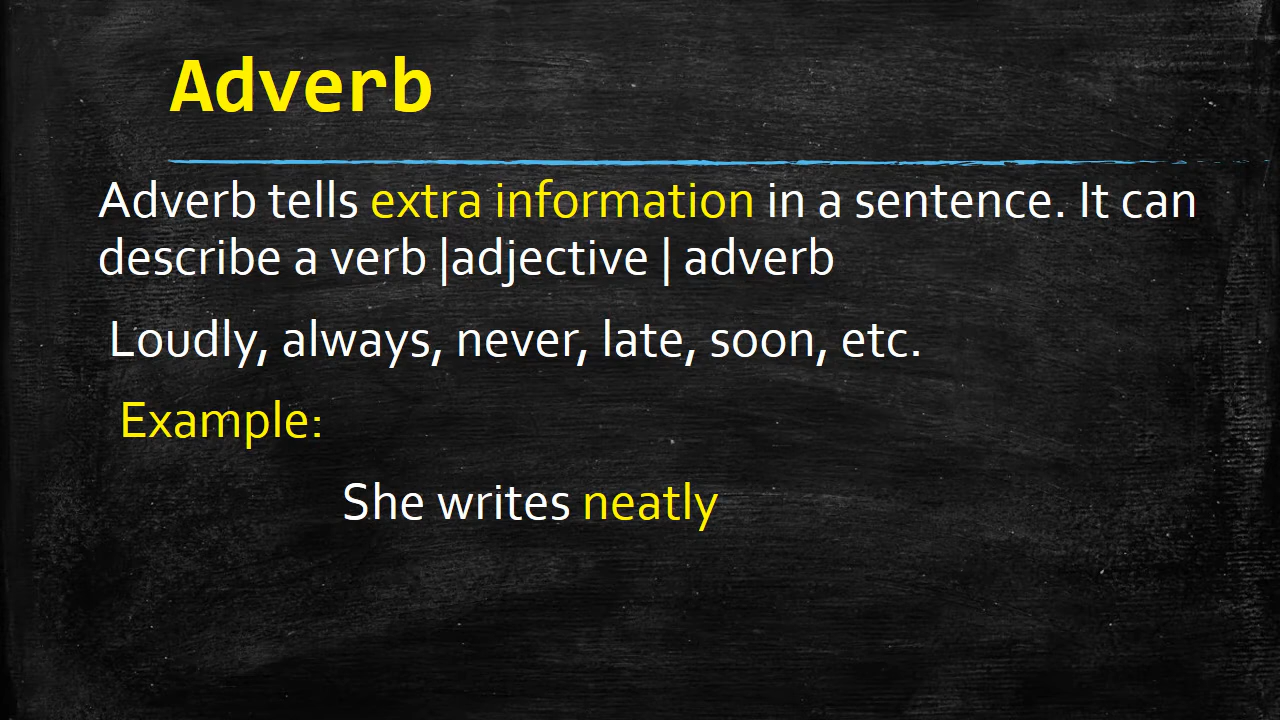 Adverb
Adverb tells extra information in a sentence. It can
describe a verb |adjective | adverb
Loudly, always, never, late, soon, etc.
Example:
She writes neatly